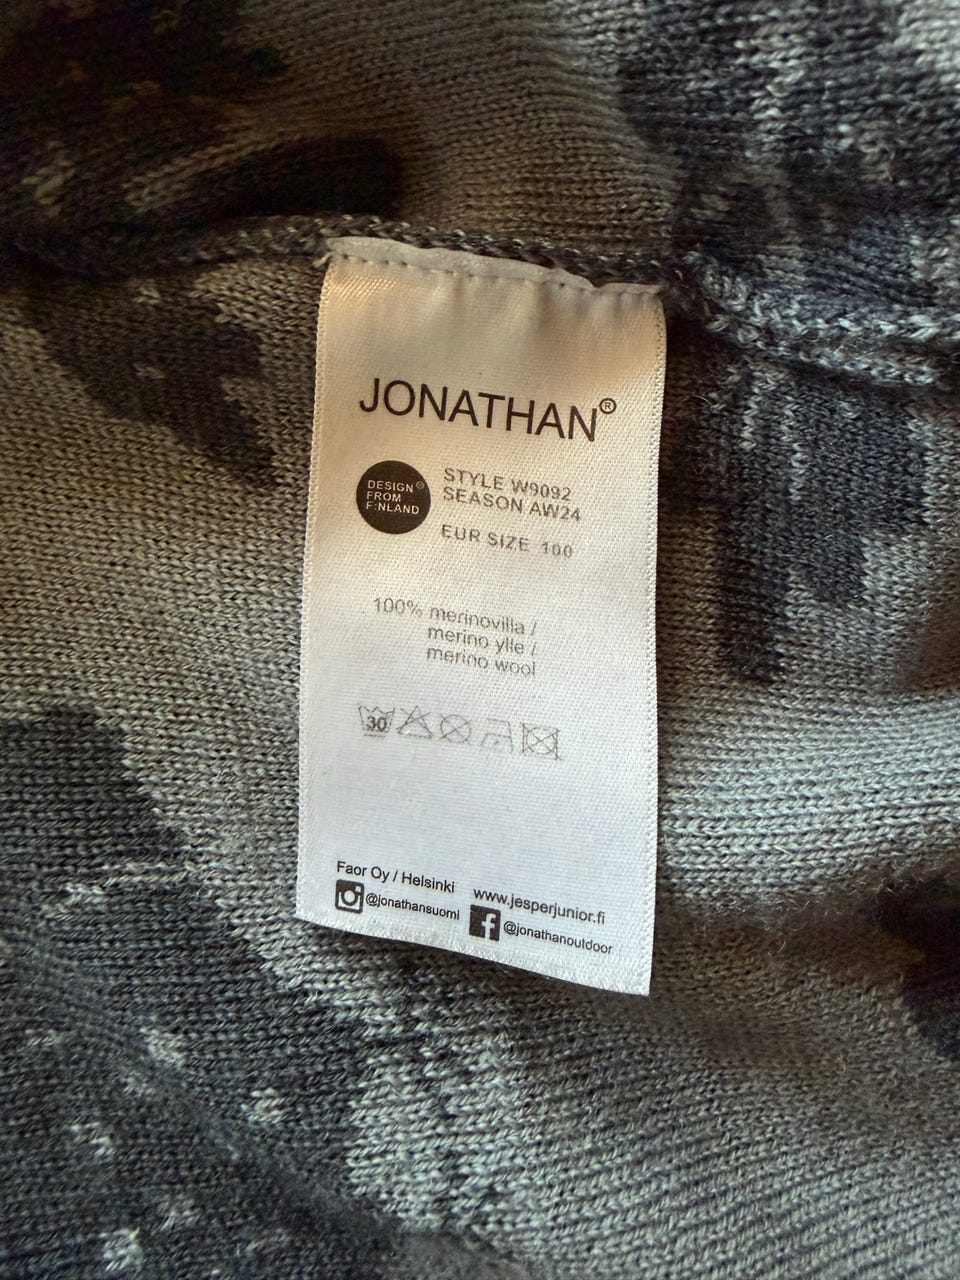 JONATHAN®
DESIGN®
FROM
F:NLAND
STYLE W9092
SEASON AW24
EUR SIZE 100
100% merinovilla /
merino ylle /
merino wool
30
Faor Oy / Helsinki
www.jesperjunior.fi
@jonathansuomi
@jonathanoutdoor